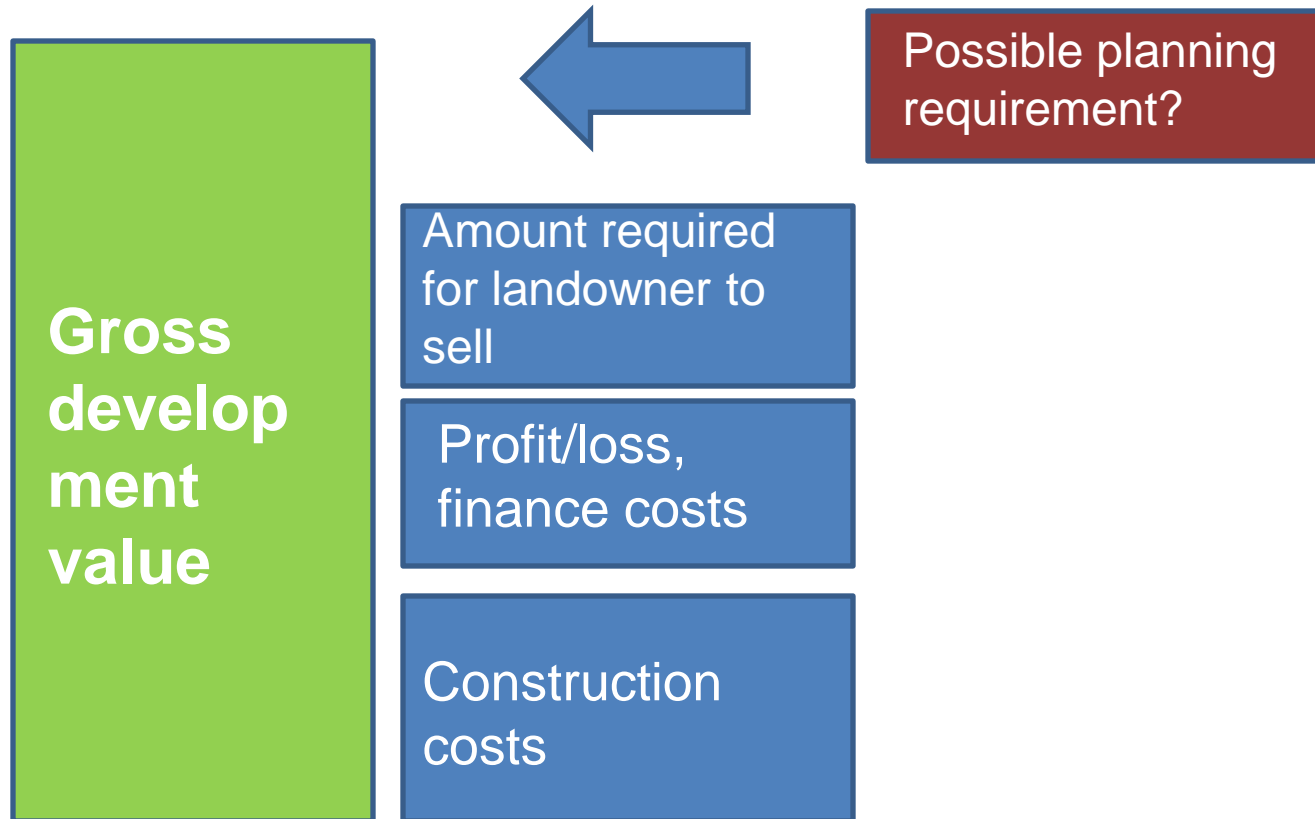 Possible planning
requirement?
Amount required
for landowner to
sell
Gross
develop
ment
value
Profit/loss,
finance costs
Construction
costs